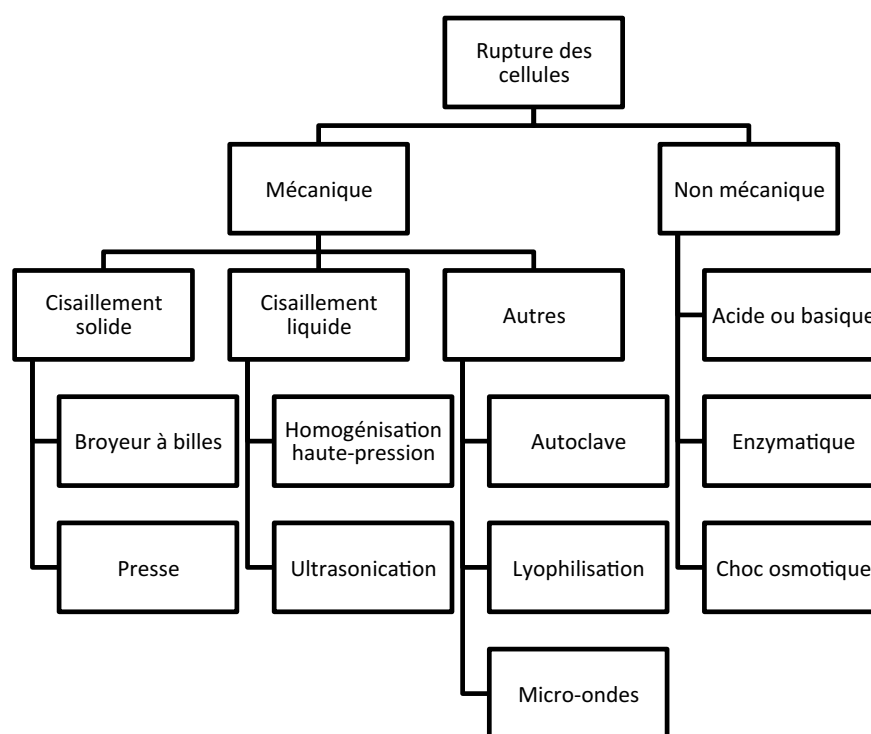 Rupture des
cellules
Mécanique
Non mécanique
Cisaillement
solide
Cisaillement
liquide
Autres
Acide ou basique
Broyeur à billes
Homogénisation
haute-pression
Autoclave
Enzymatique
Presse
Ultrasonication
Lyophilisation
Choc osmotique
Micro-ondes